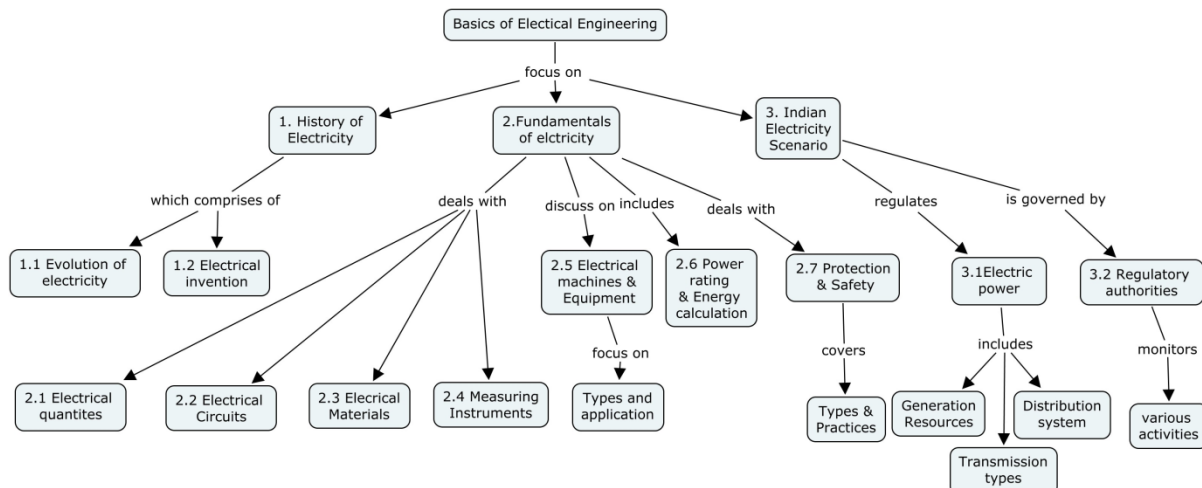 Basics of Electical Engineering
focus on
1. History of
Electricity
2.Fundamentals
of elctricity
3. Indian
Electricity
Scenario
which comprises of
deals with
discuss on
includes
deals with
regulates
is governed by
1.1 Evolution of
electricity
1.2 Electrical
invention
2.5 Electrical
machines &
Equipment
2.6 Power
rating
& Energy
calculation
2.7 Protection
& Safety
3.1Electric
power
3.2 Regulatory
authorities
focus on
covers
includes
monitors
2.1 Electrical
quantites
2.2 Electrical
Circuits
2.3 Elecrical
Materials
2.4 Measuring
Instruments
Types and
application
Types &
Practices
Generation
Resources
Distribution
system
various
activities
Transmission
types